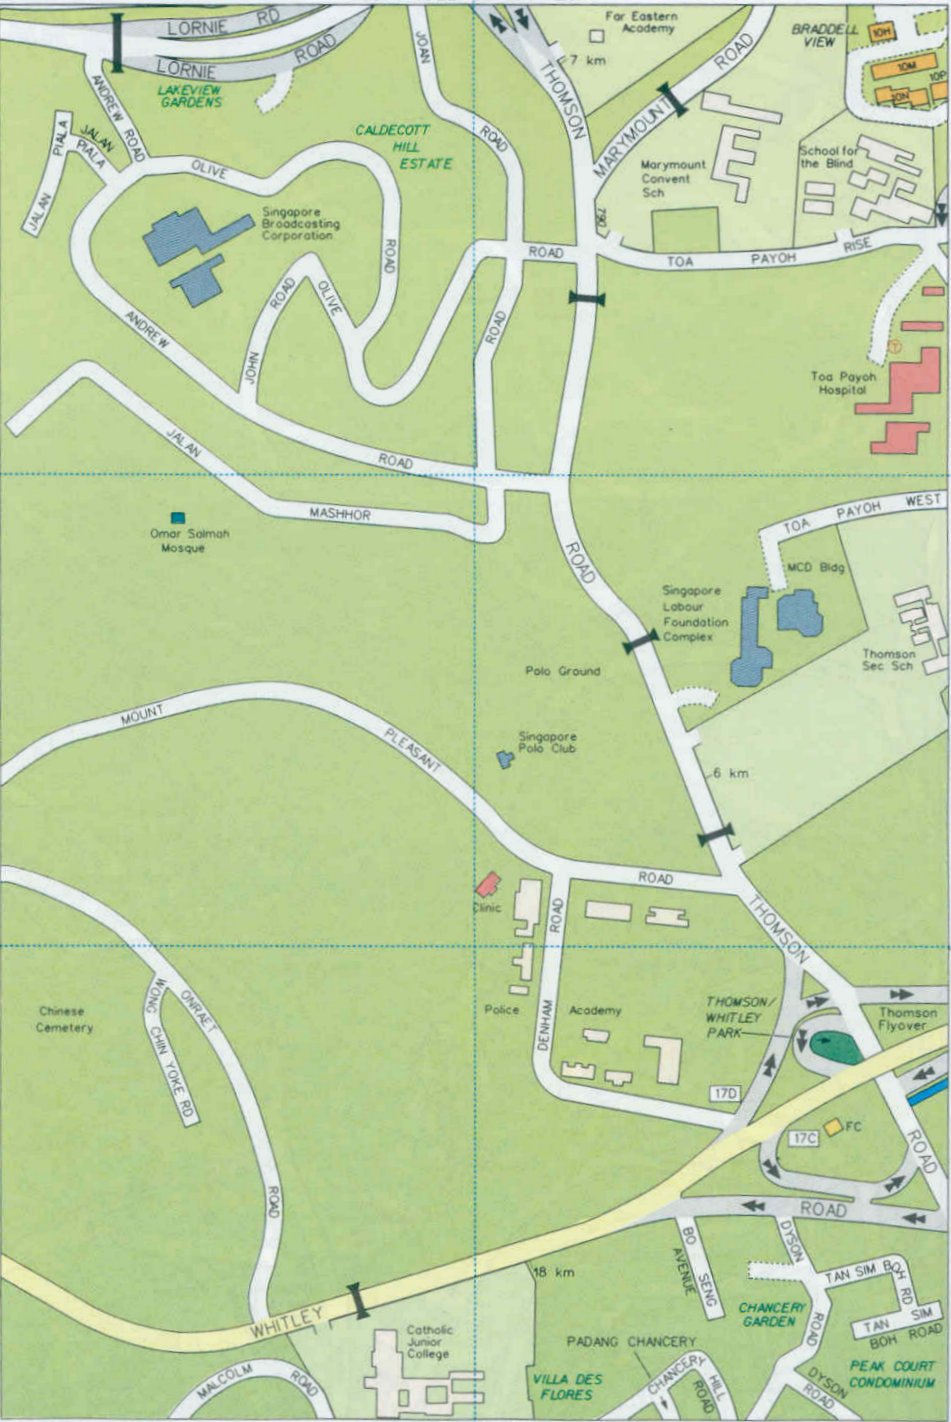 LORNIE RD
LORNIE ROAD
LAKEVIEW
GARDENS
ANDREW ROAD
JALAN
PIALA
JALAN PIALA
OLIVE
ROAD
CALDECOTT
HILL
ESTATE
JOAN
ROAD
ROAD
THOMSON
7 km
Far Eastern
Academy
MARYMOUNT ROAD
BRADDELL
VIEW
10H
10M
10N
10P
Marymount
Convent
Sch
School for
the Blind
790
Singapore
Broadcasting
Corporation
ROAD
TOA PAYOH RISE
JOHN ROAD
OLIVE
ANDREW
ROAD
T
Toa Payoh
Hospital
JALAN
MASHHOR
Omar Salmah
Mosque
ROAD
TOA PAYOH WEST
MCD Bldg
Singapore
Labour
Foundation
Complex
Thomson
Sec Sch
Polo Ground
Singapore
Polo Club
6 km
MOUNT
PLEASANT
ROAD
Clinic
DENHAM ROAD
THOMSON
Police Academy
THOMSON/
WHITLEY
PARK
Thomson
Flyover
Chinese
Cemetery
WONG CHIN YOKE RD
ONRAET
ROAD
17D
17C
FC
ROAD
ROAD
BO SENG
AVENUE
DYSON
ROAD
TAN SIM BOH RD
TAN SIM
BOH ROAD
18 km
WHITLEY
CHANCERY
GARDEN
Catholic
Junior
College
PADANG CHANCERY
CHANCERY HILL
ROAD
VILLA DES
FLORES
DYSON
ROAD
PEAK COURT
CONDOMINIUM
MALCOLM ROAD